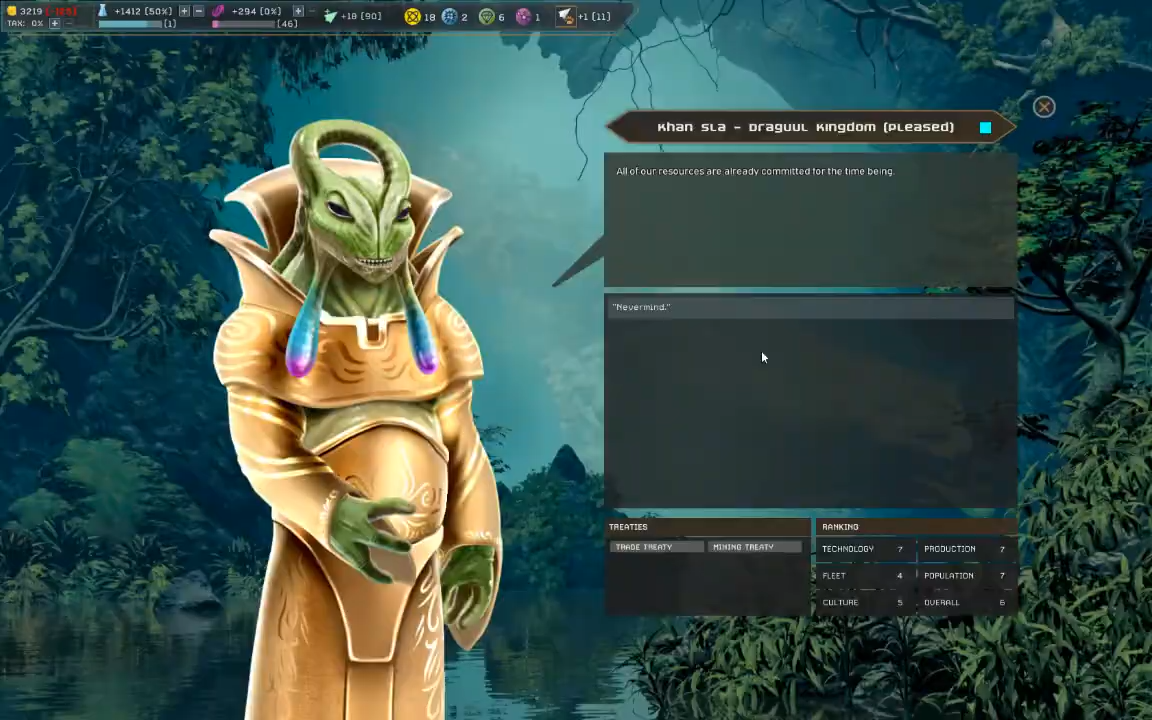 3219 +1412 [50%] +294 [0%] +18 [90] 18 2 6 1 +1 [11]
TAX: 0% [1] [46]
Khan Sla - Draguul Kingdom (Pleased)
All of our resources are already committed for the time being.
"Nevermind."
TREATIES RANKING
TRADE TREATY MINING TREATY
TECHNOLOGY 7 PRODUCTION 7
FLEET 4 POPULATION 7
CULTURE 5 OVERALL 6